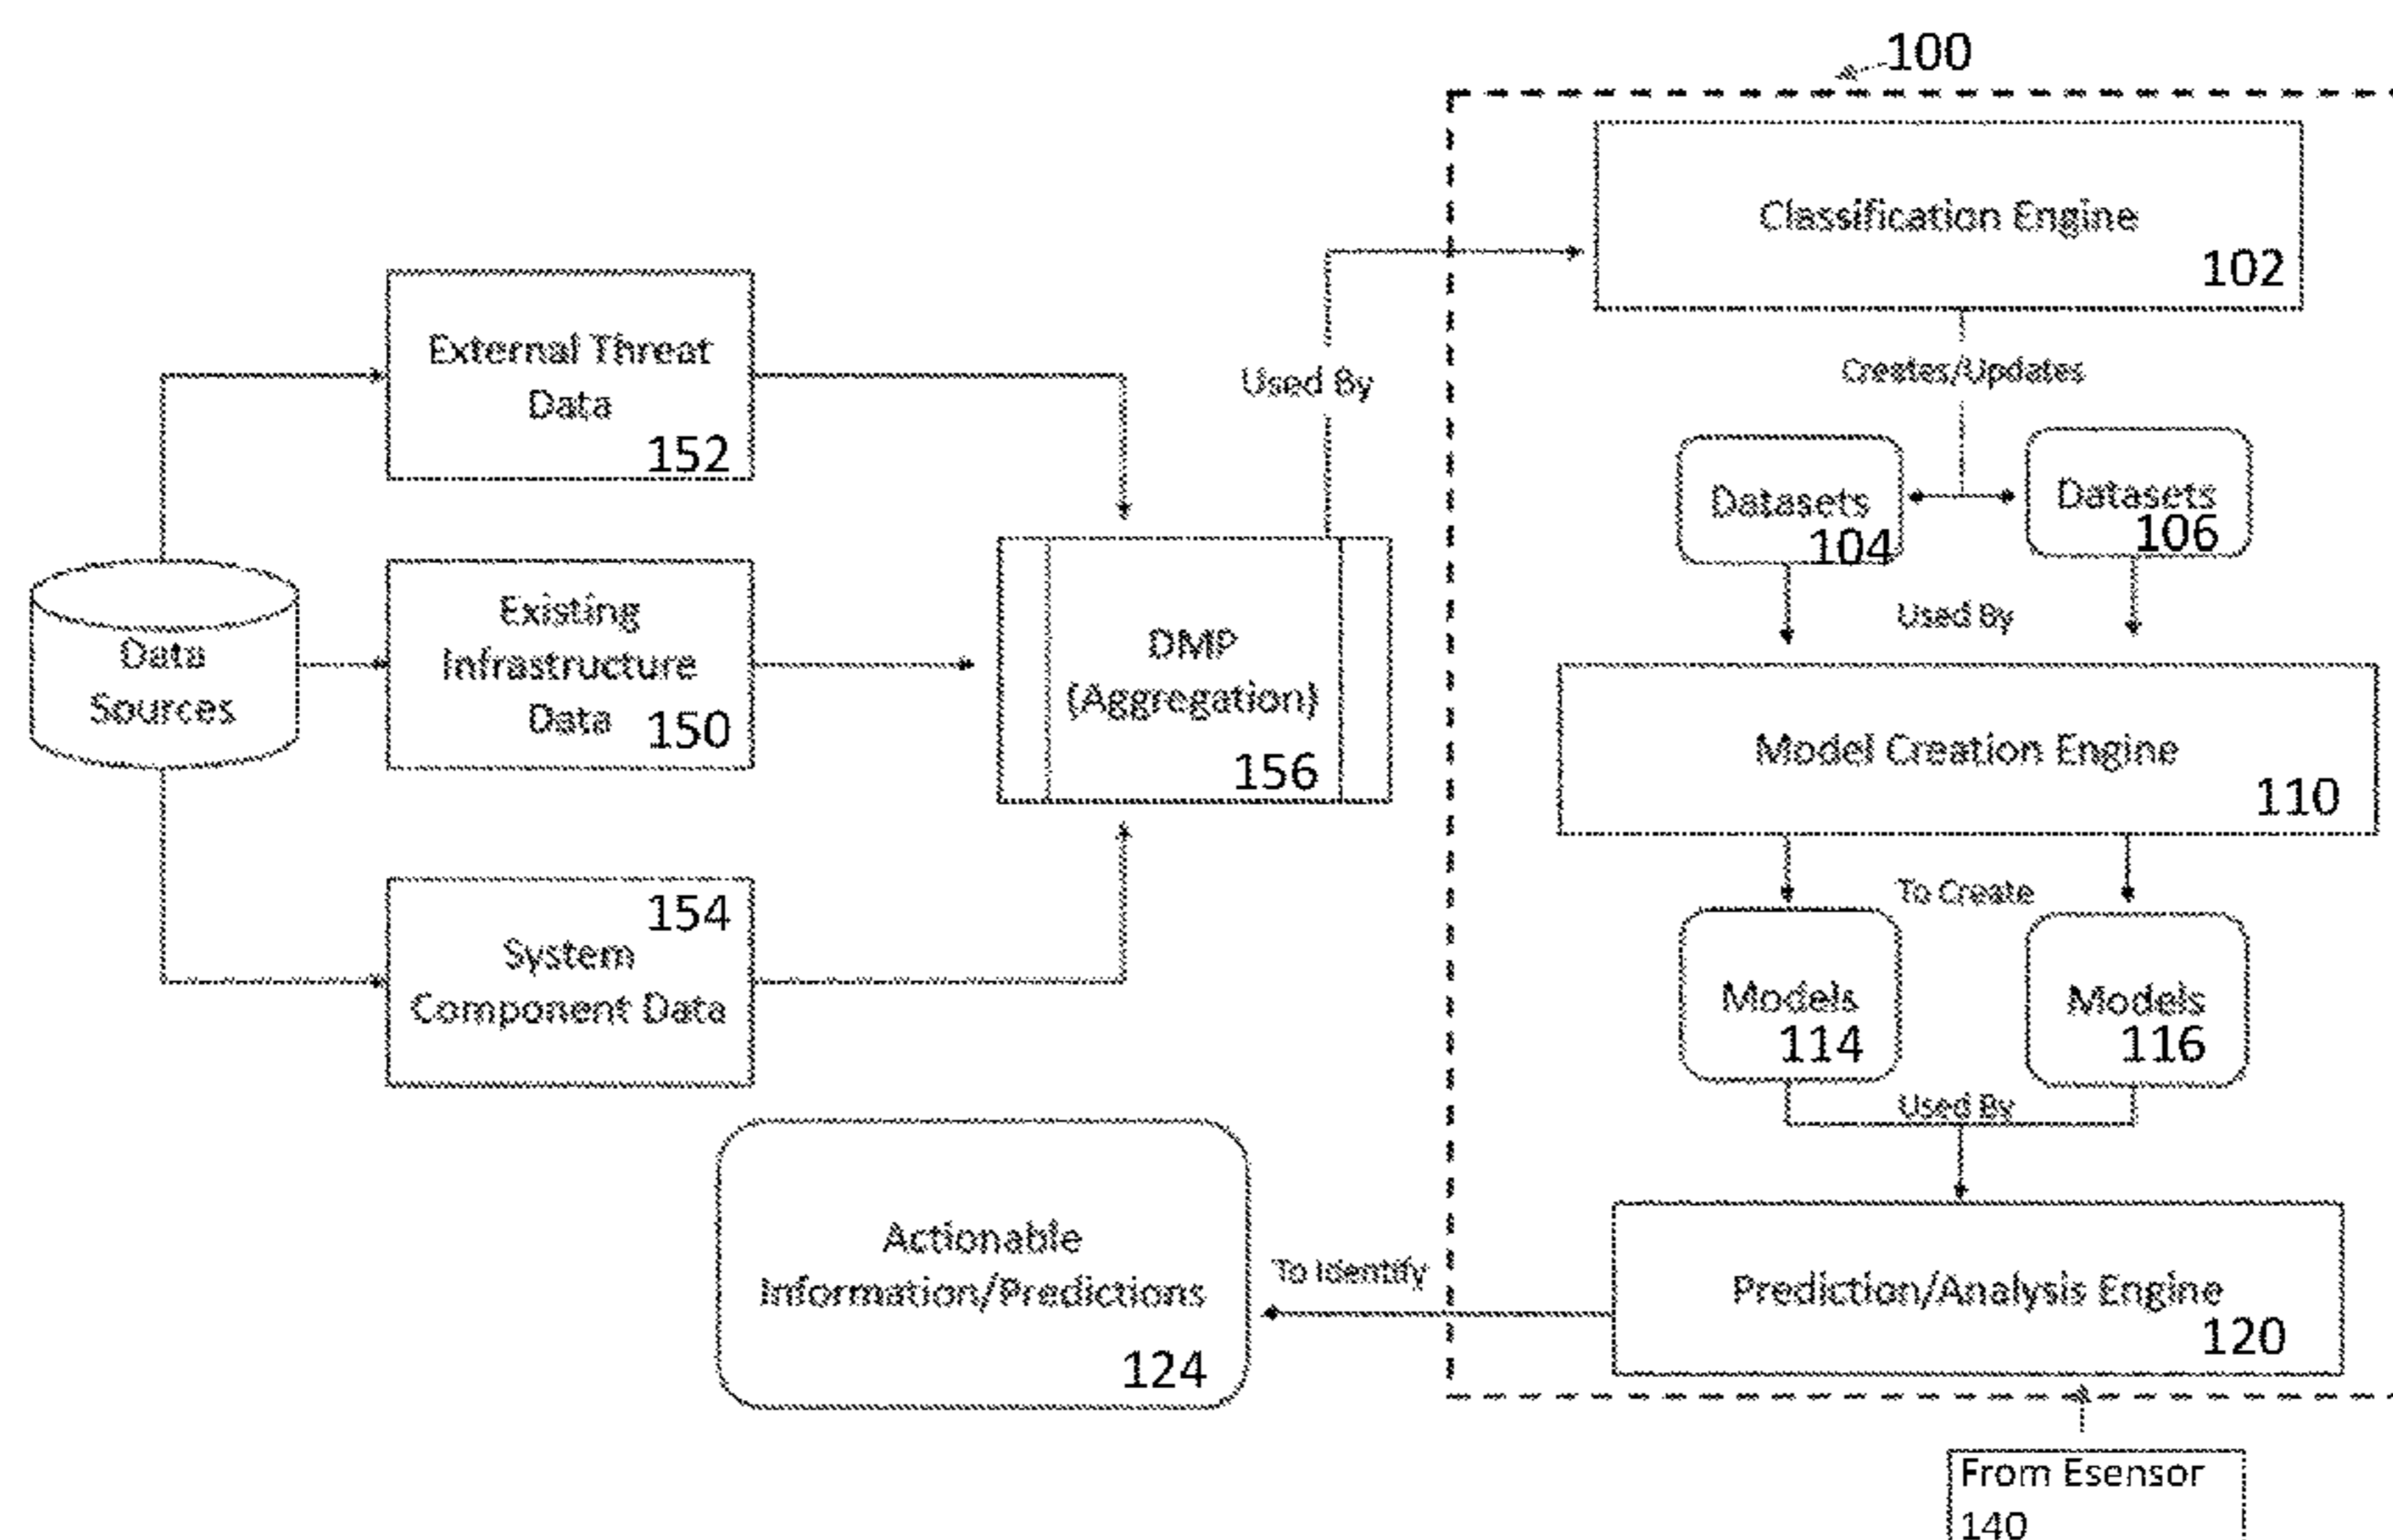 100
Classification Engine
102
Creates/Updates
Datasets
104
Datasets
106
Used By
Model Creation Engine
110
To Create
Models
114
Models
116
Used By
Prediction/Analysis Engine
120
From Esensor
140
External Threat
Data
152
Used By
Data
Sources
Existing
Infrastructure
Data
150
DMP
(Aggregation)
156
154
System
Component Data
Actionable
Information/Predictions
124
To Identify